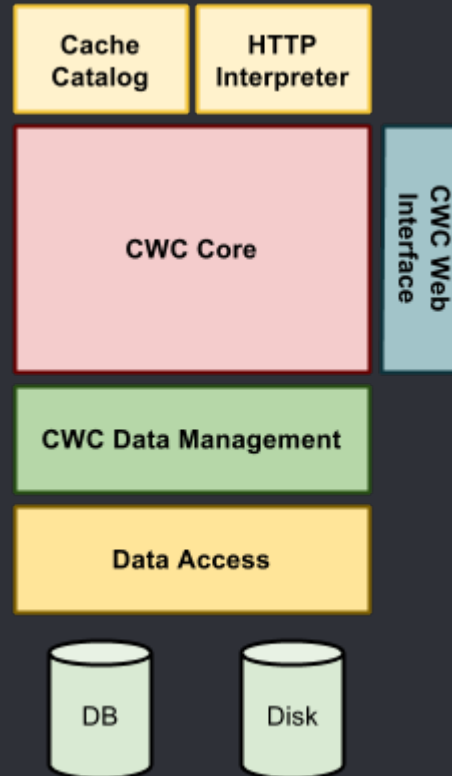 Cache
Catalog
HTTP
Interpreter
CWC Core
CWC Web
Interface
CWC Data Management
Data Access
DB
Disk